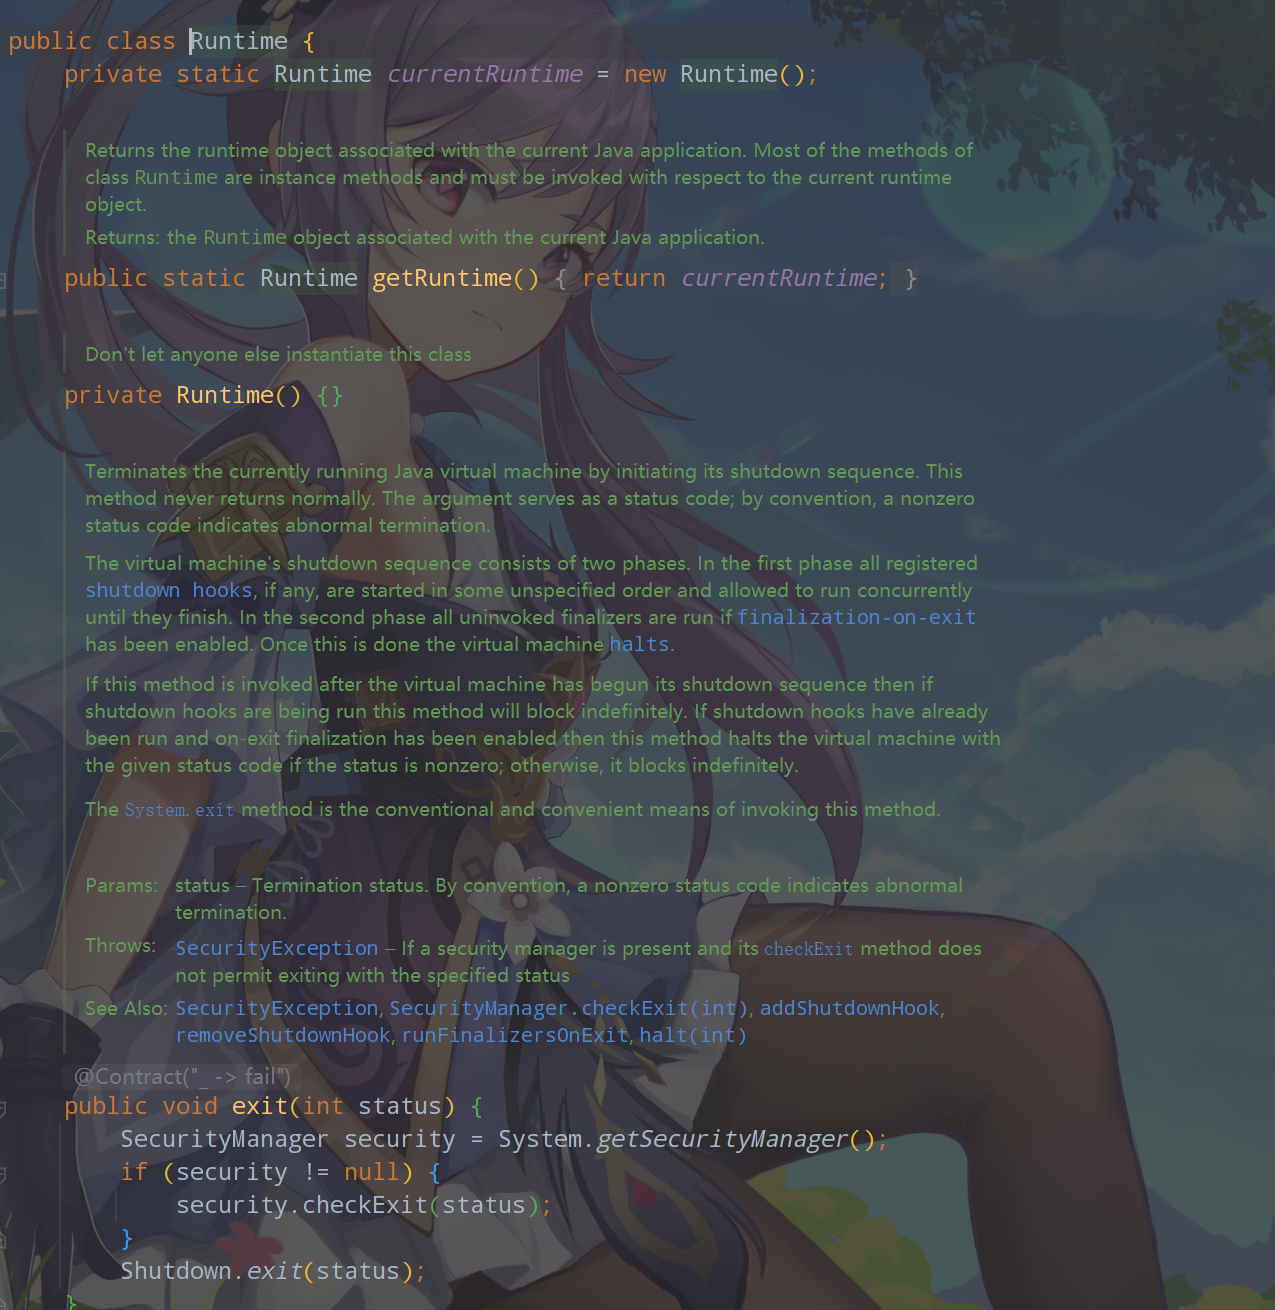 public class Runtime {
private static Runtime currentRuntime = new Runtime();
Returns the runtime object associated with the current Java application. Most of the methods of
class Runtime are instance methods and must be invoked with respect to the current runtime
object.
Returns: the Runtime object associated with the current Java application.
public static Runtime getRuntime() { return currentRuntime; }
Don't let anyone else instantiate this class
private Runtime() {}
Terminates the currently running Java virtual machine by initiating its shutdown sequence. This
method never returns normally. The argument serves as a status code; by convention, a nonzero
status code indicates abnormal termination.
The virtual machine's shutdown sequence consists of two phases. In the first phase all registered
shutdown hooks, if any, are started in some unspecified order and allowed to run concurrently
until they finish. In the second phase all uninvoked finalizers are run if finalization-on-exit
has been enabled. Once this is done the virtual machine halts.
If this method is invoked after the virtual machine has begun its shutdown sequence then if
shutdown hooks are being run this method will block indefinitely. If shutdown hooks have already
been run and on-exit finalization has been enabled then this method halts the virtual machine with
the given status code if the status is nonzero; otherwise, it blocks indefinitely.
The System.exit method is the conventional and convenient means of invoking this method.
Params: status – Termination status. By convention, a nonzero status code indicates abnormal
termination.
Throws: SecurityException – If a security manager is present and its checkExit method does
not permit exiting with the specified status
See Also: SecurityException, SecurityManager.checkExit(int), addShutdownHook,
removeShutdownHook, runFinalizersOnExit, halt(int)
@Contract("_ -> fail")
public void exit(int status) {
SecurityManager security = System.getSecurityManager();
if (security != null) {
security.checkExit(status);
}
Shutdown.exit(status);
}